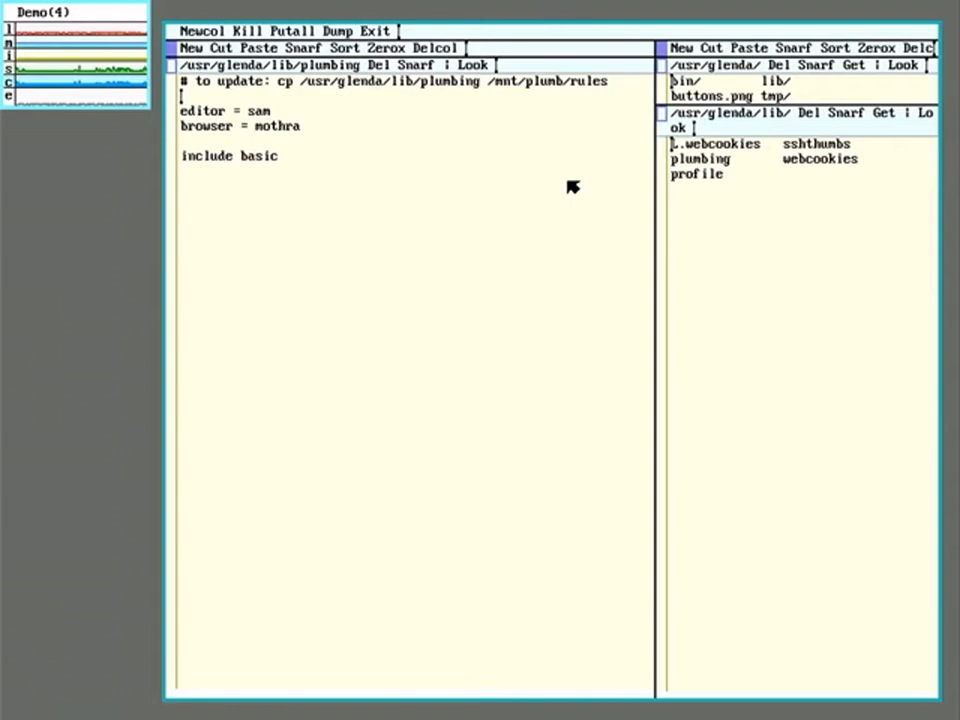 Demo(4)
l
m
i
s
c
e
Newcol Kill Putall Dump Exit
New Cut Paste Snarf Sort Zerox Delcol
/usr/glenda/lib/plumbing Del Snarf | Look
# to update: cp /usr/glenda/lib/plumbing /mnt/plumb/rules
editor = sam
browser = mothra
include basic
New Cut Paste Snarf Sort Zerox Delc
/usr/glenda/ Del Snarf Get | Look
bin/ lib/
buttons.png tmp/
/usr/glenda/lib/ Del Snarf Get | Lo
ok
.webcookies sshthumbs
plumbing webcookies
profile